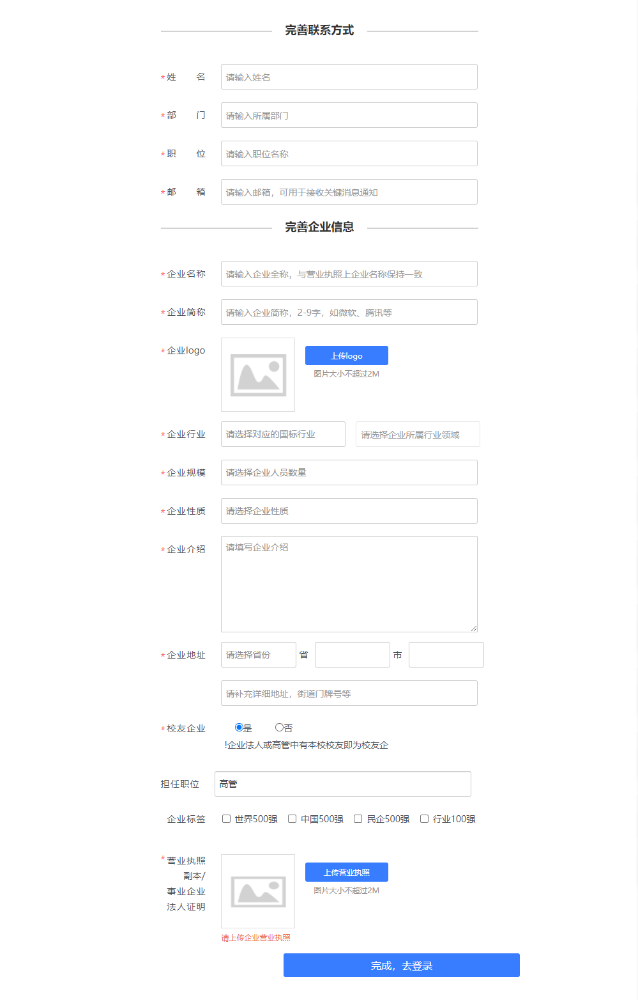 完善联系方式
*姓 名 请输入姓名
*部 门 请输入所属部门
*职 位 请输入职位名称
*邮 箱 请输入邮箱，可用于接收关键消息通知
完善企业信息
*企业名称 请输入企业全称，与营业执照上企业名称保持一致
*企业简称 请输入企业简称，2-9字，如微软、腾讯等
*企业logo 上传logo
图片大小不超过2M
*企业行业 请选择对应的国标行业 请选择企业所属行业领域
*企业规模 请选择企业人员数量
*企业性质 请选择企业性质
*企业介绍 请填写企业介绍
*企业地址 请选择省份 省 市
请补充详细地址，街道门牌号等
*校友企业 是 否
!企业法人或高管中有本校校友即为校友企
担任职位 高管
企业标签 世界500强 中国500强 民企500强 行业100强
*营业执照 上传营业执照
副本/
图片大小不超过2M
事业企业
法人证明
请上传企业营业执照
完成，去登录